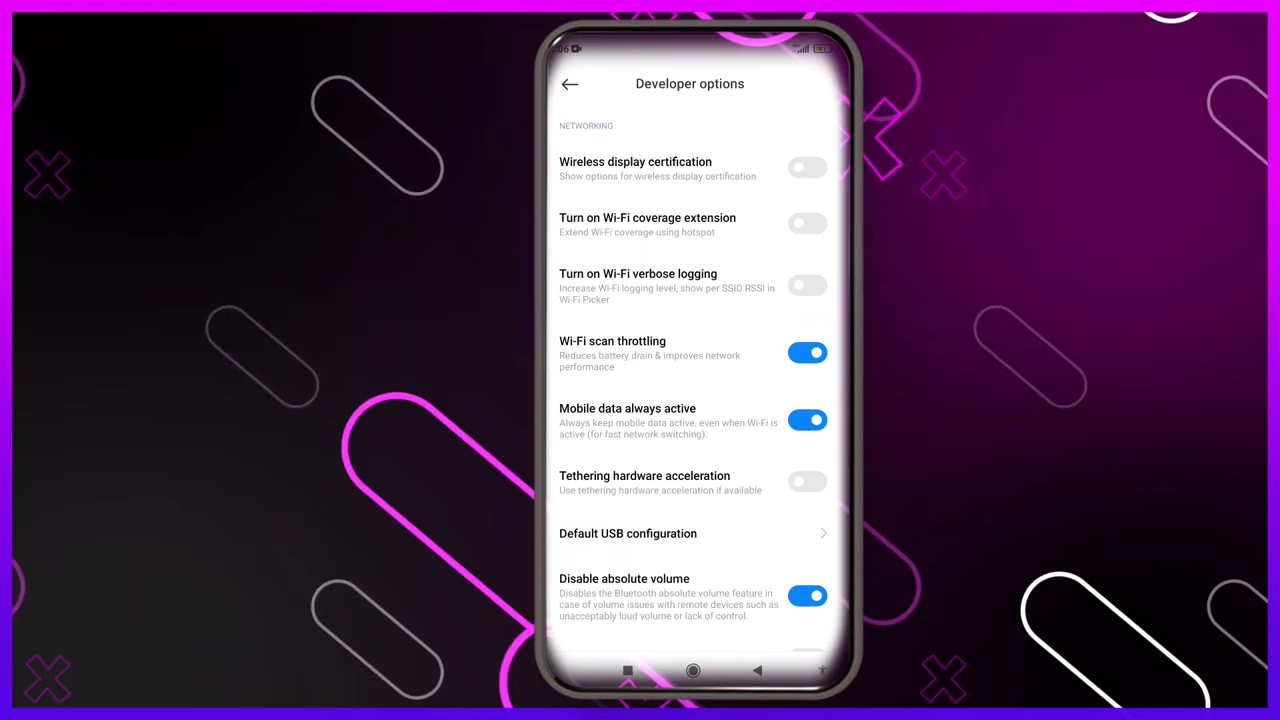 :06
Developer options
NETWORKING
Wireless display certification
Show options for wireless display certification
Turn on Wi-Fi coverage extension
Extend Wi-Fi coverage using hotspot
Turn on Wi-Fi verbose logging
Increase Wi-Fi logging level, show per SSID RSSI in
Wi-Fi Picker
Wi-Fi scan throttling
Reduces battery drain & improves network
performance
Mobile data always active
Always keep mobile data active, even when Wi-Fi is
active (for fast network switching).
Tethering hardware acceleration
Use tethering hardware acceleration if available
Default USB configuration
Disable absolute volume
Disables the Bluetooth absolute volume feature in
case of volume issues with remote devices such as
unacceptably loud volume or lack of control.